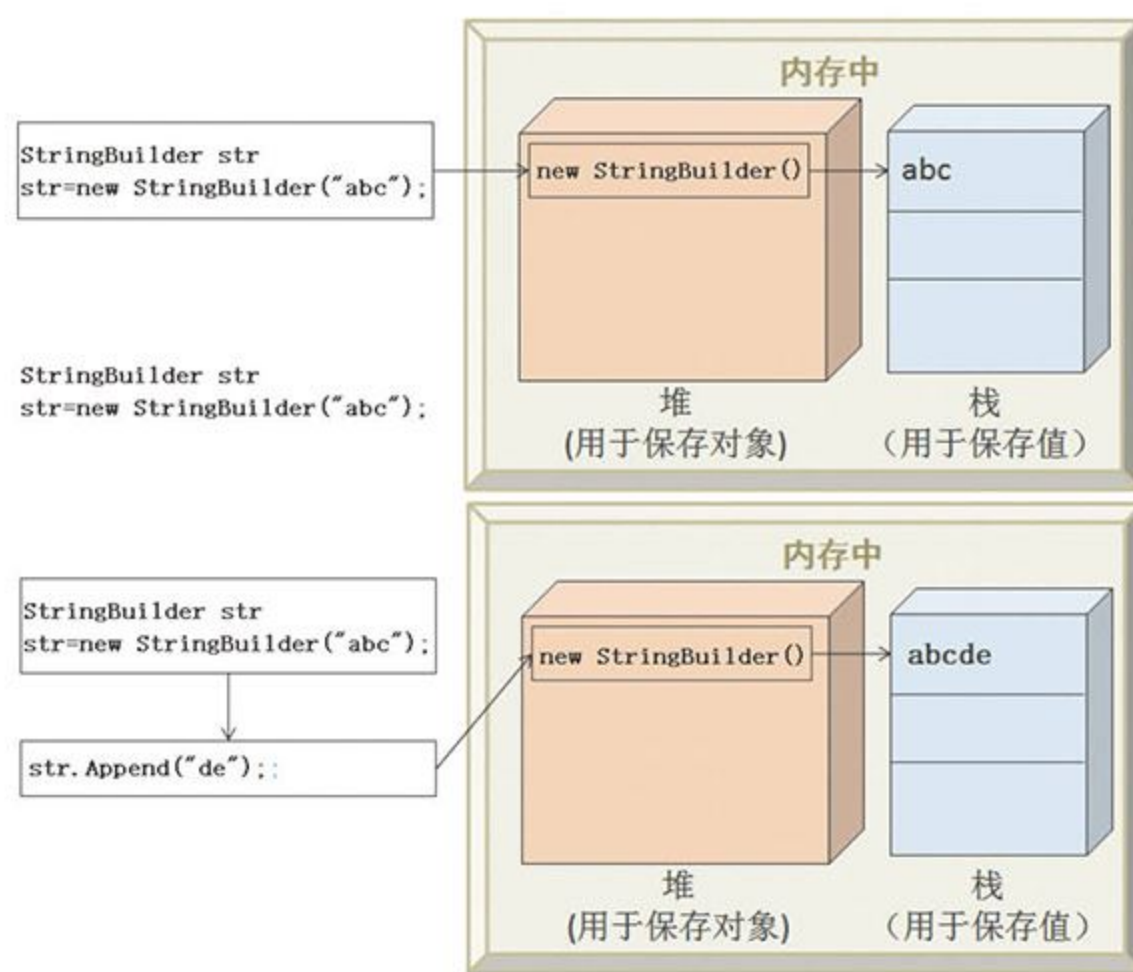 内存中
StringBuilder str
str=new StringBuilder("abc");
new StringBuilder()
abc
StringBuilder str
str=new StringBuilder("abc");
堆
(用于保存对象)
栈
（用于保存值）
内存中
StringBuilder str
str=new StringBuilder("abc");
new StringBuilder()
abcde
str.Append("de");:
堆
(用于保存对象)
栈
（用于保存值）